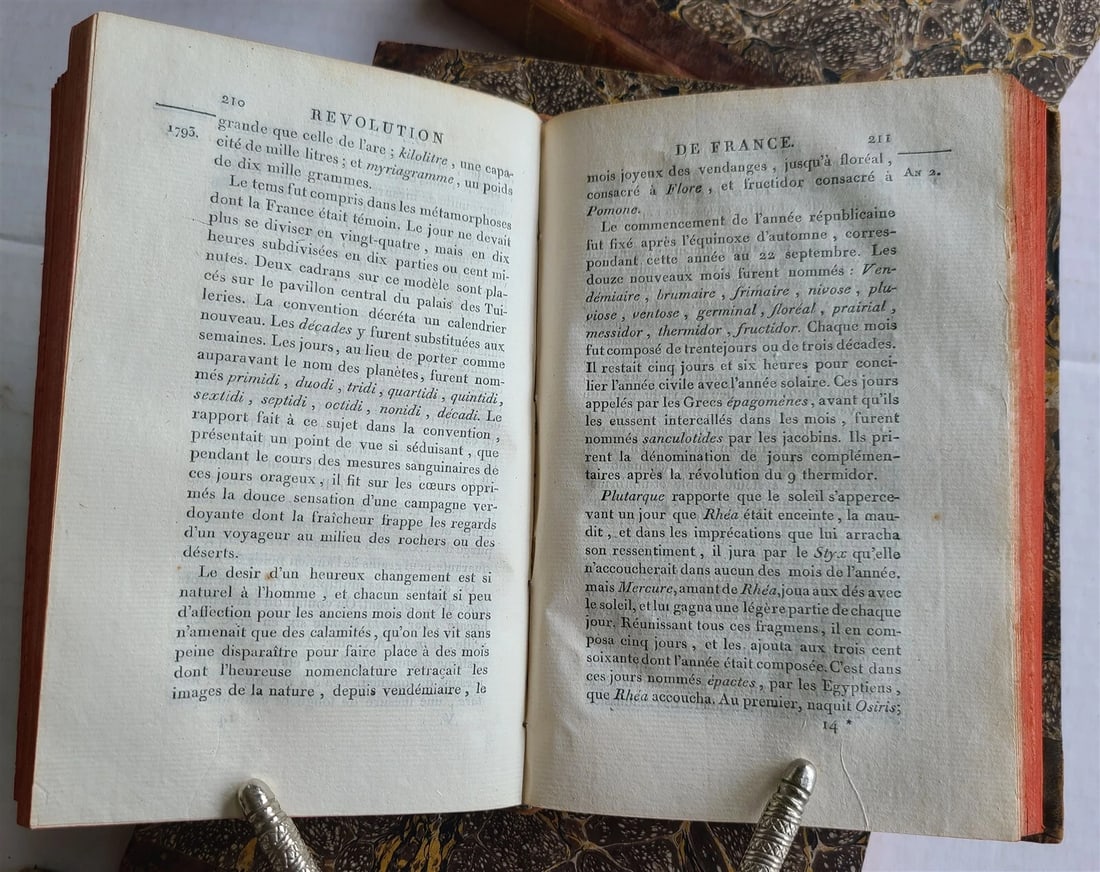 210
REVOLUTION
1793.
grande que celle de l'are ; kilolitre, une capa-
cité de mille litres ; et myriagramme, un poids
de dix mille grammes.
Le tems fut compris dans les métamorphoses
dont la France était témoin. Le jour ne devait
plus se diviser en vingt-quatre, mais en dix
heures subdivisées en dix parties ou cent mi-
nutes. Deux cadrans sur ce modèle sont pla-
cés sur le pavillon central du palais des Tui-
leries. La convention décréta un calendrier
nouveau. Les décades y furent substituées aux
semaines. Les jours, au lieu de porter comme
auparavant le nom des planètes, furent nom-
més primidi, duodi, tridi, quartidi, quintidi,
sextidi, septidi, octidi, nonidi, décadi. Le
rapport fait à ce sujet dans la convention,
présentait un point de vue si séduisant, que
pendant le cours des mesures sanguinaires de
ces jours orageux, il fit sur les cœurs oppri-
més la douce sensation d'une campagne ver-
doyante dont la fraîcheur frappe les regards
d'un voyageur au milieu des rochers ou des
déserts.
Le desir d'un heureux changement est si
naturel à l'homme, et chacun sentait si peu
d'affection pour les anciens mois dont le cours
n'amenait que des calamités, qu'on les vit sans
peine disparaître pour faire place à des mois
dont l'heureuse nomenclature retraçait les
images de la nature, depuis vendémiaire, le
DE FRANCE.
211
An 2.
mois joyeux des vendanges, jusqu'à floréal,
consacré à Flore, et fructidor consacré à
Pomone.
Le commencement de l'année républicaine
fut fixé après l'équinoxe d'automne, corres-
pondant cette année au 22 septembre. Les
douze nouveaux mois furent nommés : Ven-
démiaire, brumaire, frimaire, nivose, plu-
viose, ventose, germinal, floréal, prairial,
messidor, thermidor, fructidor. Chaque mois
fut composé de trente jours ou de trois décades.
Il restait cinq jours et six heures pour conci-
lier l'année civile avec l'année solaire. Ces jours
appelés par les Grecs épagomènes, avant qu'ils
les eussent intercallés dans les mois, furent
nommés sanculotides par les jacobins. Ils pri-
rent la dénomination de jours complémen-
taires après la révolution du 9 thermidor.
Plutarque rapporte que le soleil s'apperce-
vant un jour que Rhéa était enceinte, la mau-
dit, et dans les imprécations que lui arracha
son ressentiment, il jura par le Styx qu'elle
n'accoucherait dans aucun des mois de l'année.
mais Mercure, amant de Rhéa, joua aux dés avec
le soleil, et lui gagna une légère partie de chaque
jour. Réunissant tous ces fragmens, il en com-
posa cinq jours, et les ajouta aux trois cent
soixante dont l'année était composée. C'est dans
ces jours nommés épactes, par les Egyptiens,
que Rhéa accoucha. Au premier, naquit Osiris;
14 *